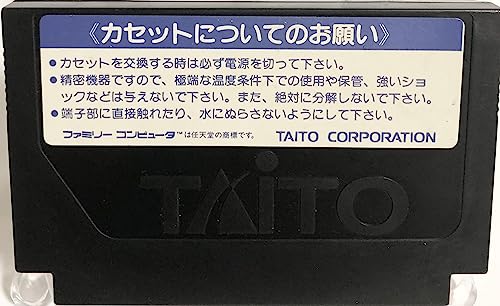 《カセットについてのお願い》
●カセットを交換する時は必ず電源を切って下さい。
●精密機器ですので、極端な温度条件下での使用や保管、強いショ
ックなどは与えないで下さい。また、絶対に分解しないで下さい。
●端子部に直接触れたり、水にぬらさないようにして下さい。
ファミリーコンピュータ™は任天堂の商標です。 TAITO CORPORATION
TAITO